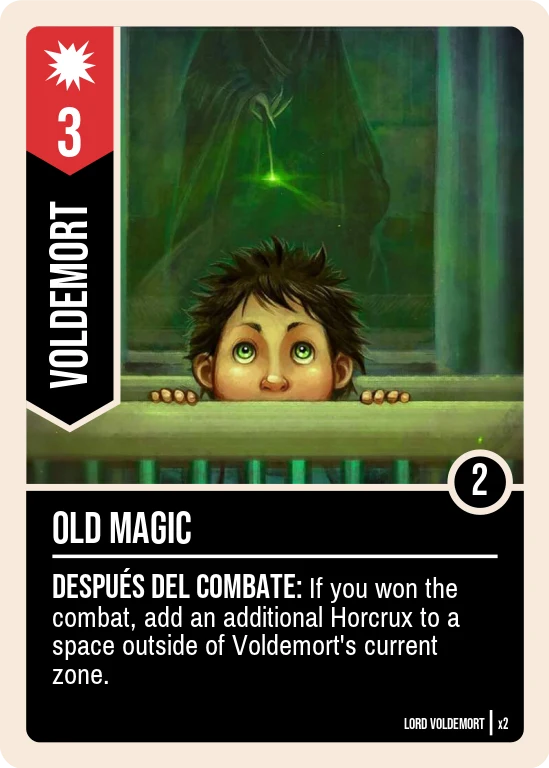 3
VOLDEMORT
2
OLD MAGIC
DESPUÉS DEL COMBATE: If you won the
combat, add an additional Horcrux to a
space outside of Voldemort's current
zone.
LORD VOLDEMORT | x2